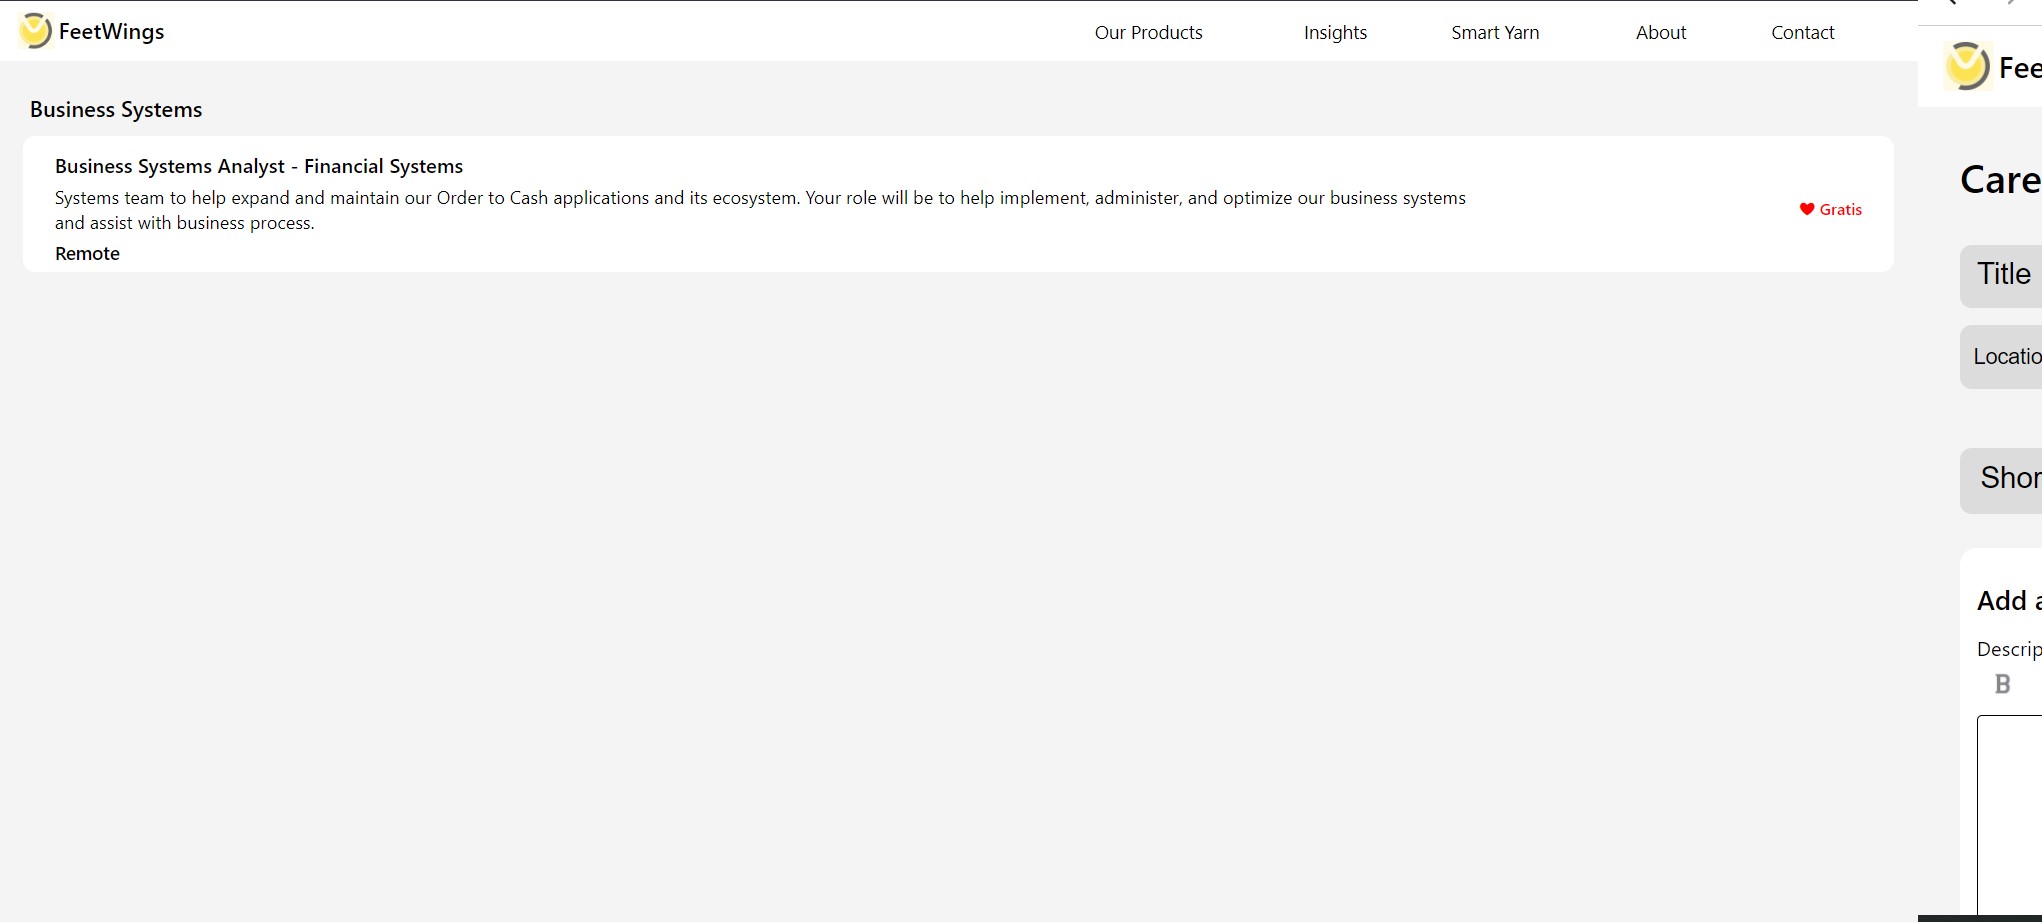 FeetWings
Our Products
Insights
Smart Yarn
About
Contact
Business Systems
Business Systems Analyst - Financial Systems
Systems team to help expand and maintain our Order to Cash applications and its ecosystem. Your role will be to help implement, administer, and optimize our business systems
and assist with business process.
Remote
Gratis
Fee
Care
Title
Locatio
Shor
Add a
Descrip
B